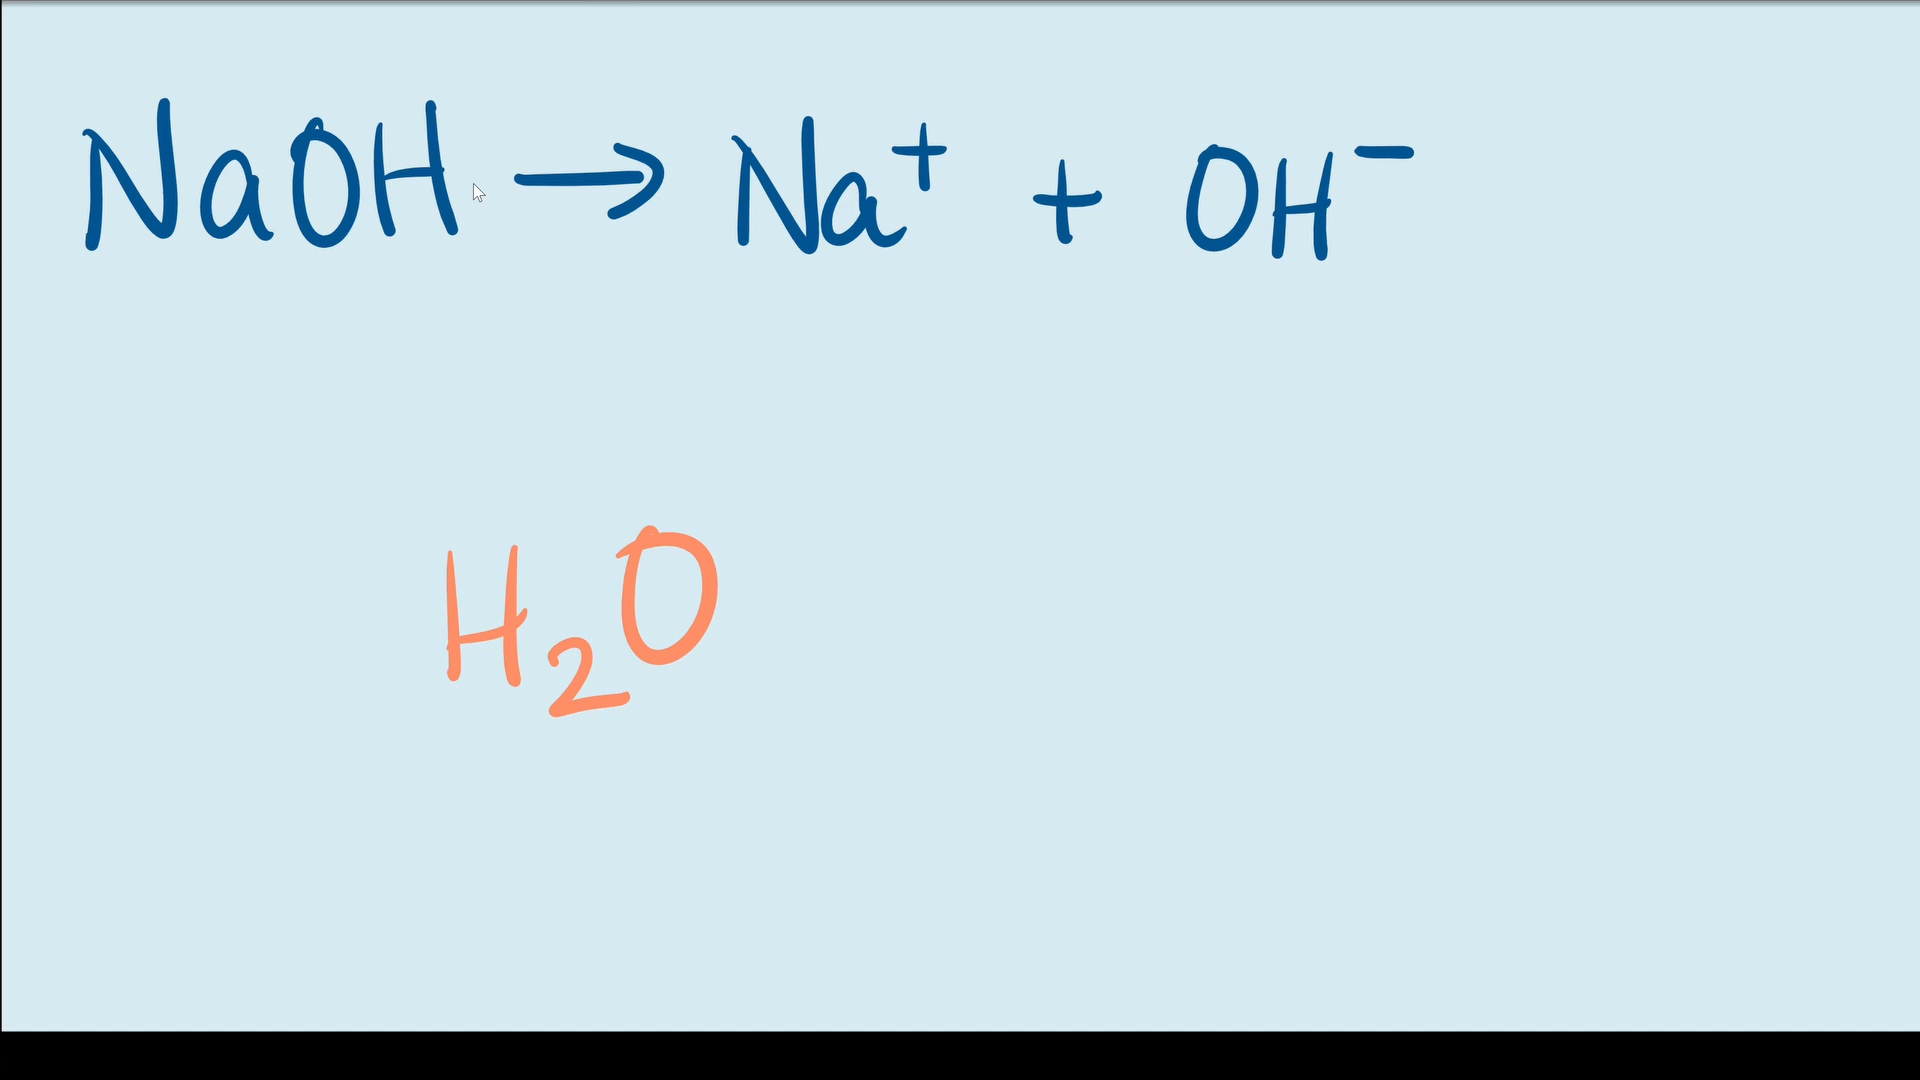 NaOH → Na⁺ + OH⁻
H₂O